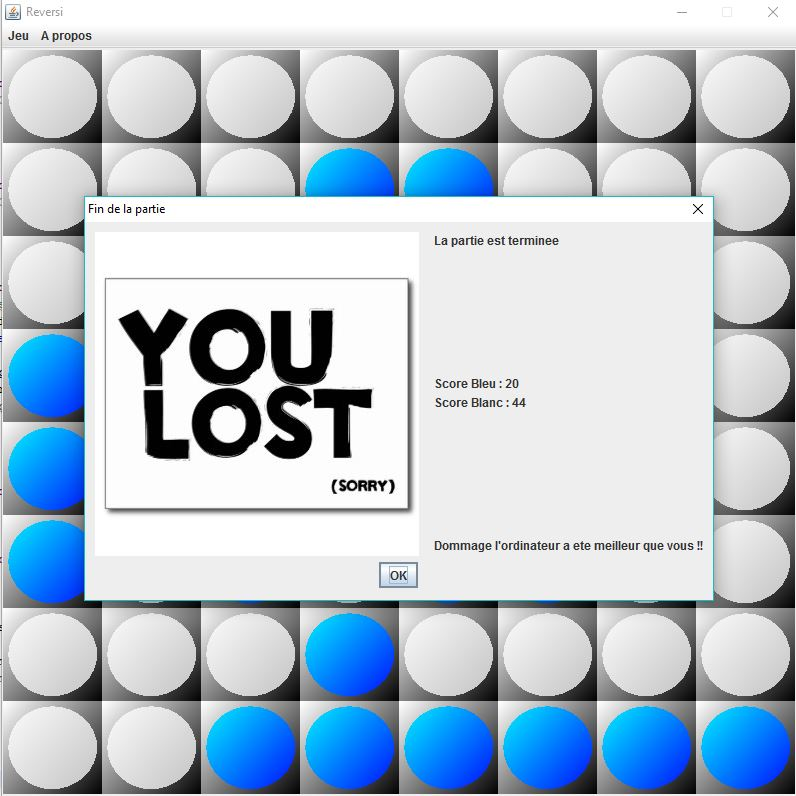 Reversi
Jeu A propos
Fin de la partie
La partie est terminee
YOU
LOST
(SORRY)
Score Bleu : 20
Score Blanc : 44
Dommage l'ordinateur a ete meilleur que vous !!
OK